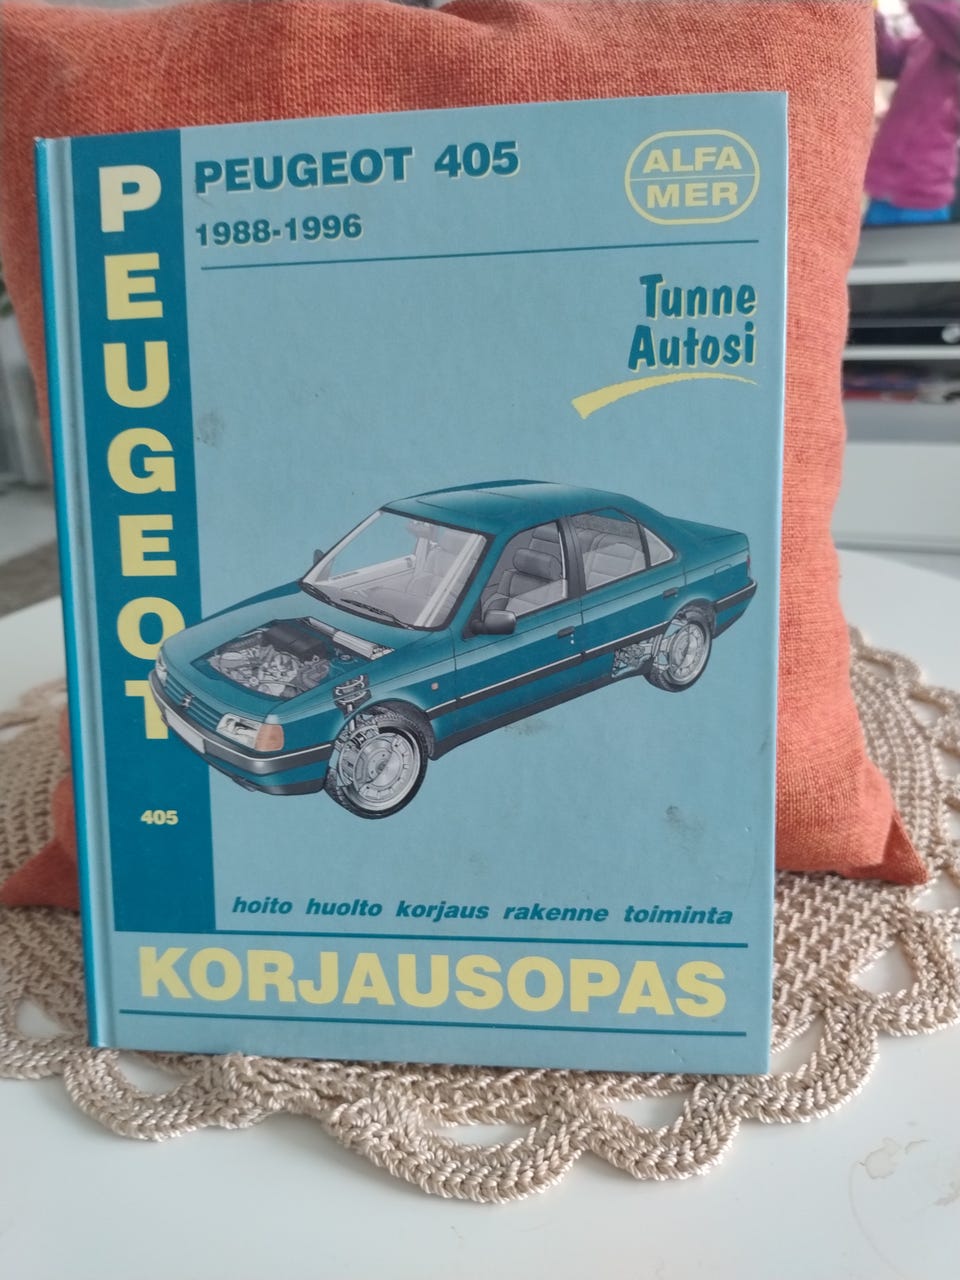 PEUGEOT
405
PEUGEOT 405
1988-1996
ALFA
MER
Tunne
Autosi
hoito huolto korjaus rakenne toiminta
KORJAUSOPAS